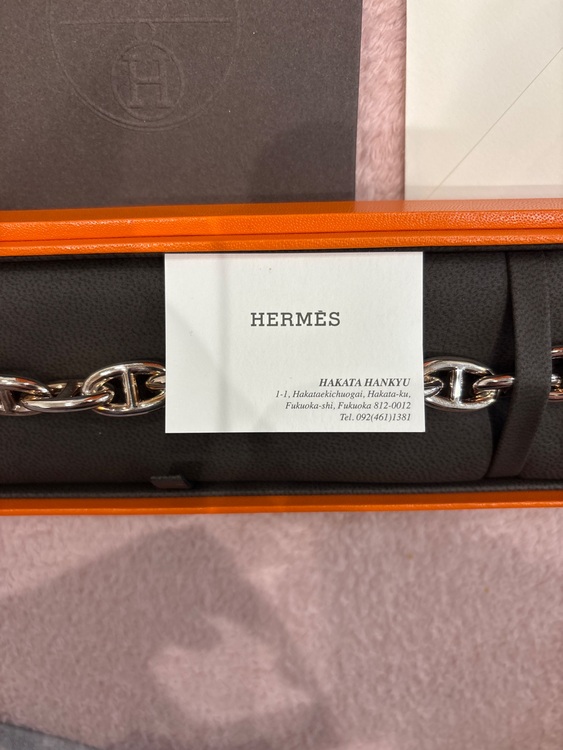 H
HERMÈS
HAKATA HANKYU
1-1, Hakataekichuogai, Hakata-ku,
Fukuoka-shi, Fukuoka 812-0012
Tel. 092(461)1381